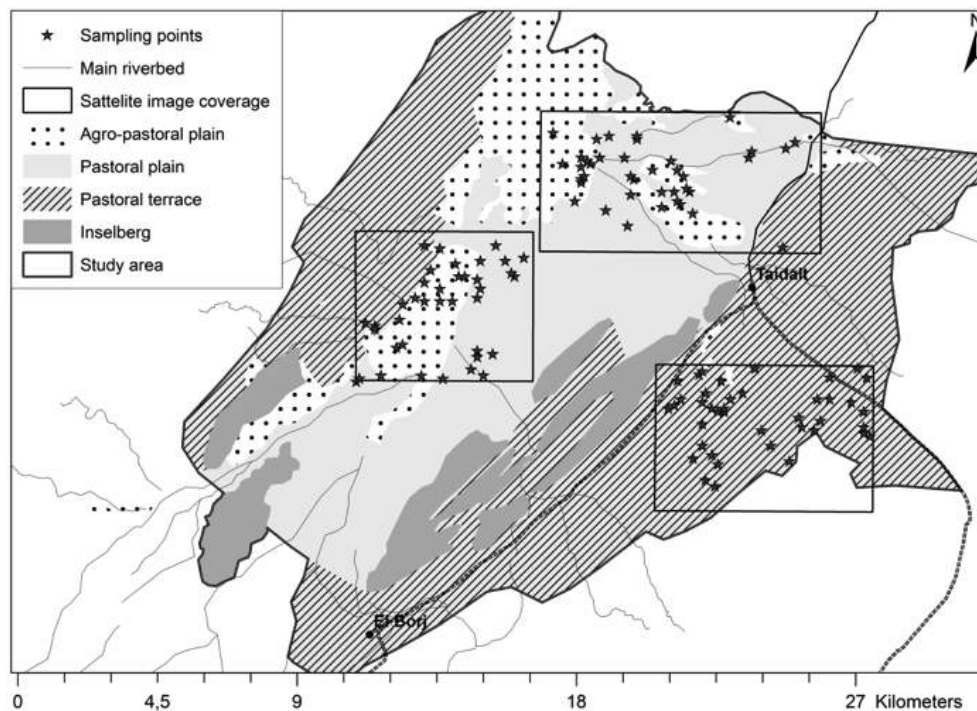 Sampling points
Main riverbed
Sattelite image coverage
Agro-pastoral plain
Pastoral plain
Pastoral terrace
Inselberg
Study area
N
Taidalt
El Borj
0 4,5 9 18 27 Kilometers